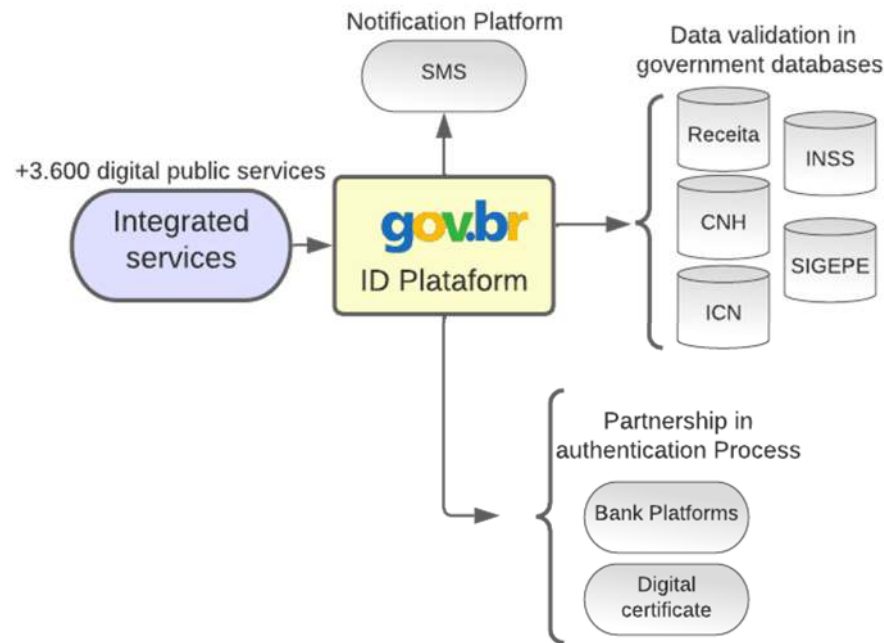 Notification Platform
SMS
Data validation in
government databases
Receita
INSS
CNH
SIGEPE
ICN
+3.600 digital public services
Integrated
services
gov.br
ID Plataform
Partnership in
authentication Process
Bank Platforms
Digital
certificate